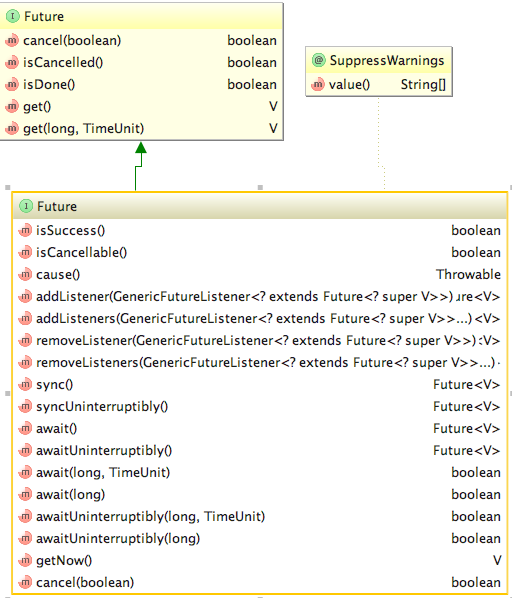 I Future
m cancel(boolean) boolean
m isCancelled() boolean
m isDone() boolean
m get() V
m get(long, TimeUnit) V
@ SuppressWarnings
m value() String[]
I Future
m isSuccess() boolean
m isCancellable() boolean
m cause() Throwable
m addListener(GenericFutureListener<? extends Future<? super V>>) ure<V>
m addListeners(GenericFutureListener<? extends Future<? super V>>...) <V>
m removeListener(GenericFutureListener<? extends Future<? super V>>) V>
m removeListeners(GenericFutureListener<? extends Future<? super V>>...)
m sync() Future<V>
m syncUninterruptibly() Future<V>
m await() Future<V>
m awaitUninterruptibly() Future<V>
m await(long, TimeUnit) boolean
m await(long) boolean
m awaitUninterruptibly(long, TimeUnit) boolean
m awaitUninterruptibly(long) boolean
m getNow() V
m cancel(boolean) boolean